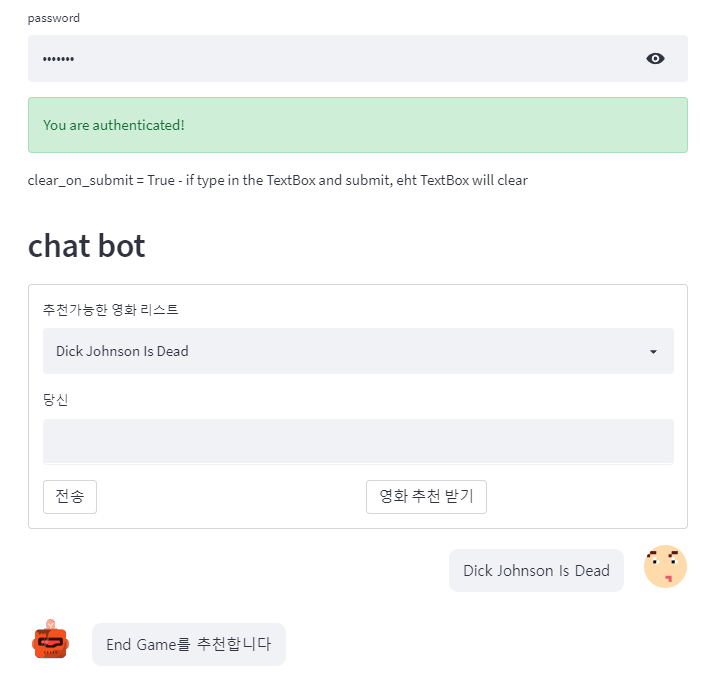 password
•••••••
You are authenticated!
clear_on_submit = True - if type in the TextBox and submit, eht TextBox will clear
chat bot
추천가능한 영화 리스트
Dick Johnson Is Dead
당신
전송
영화 추천 받기
Dick Johnson Is Dead
End Game를 추천합니다